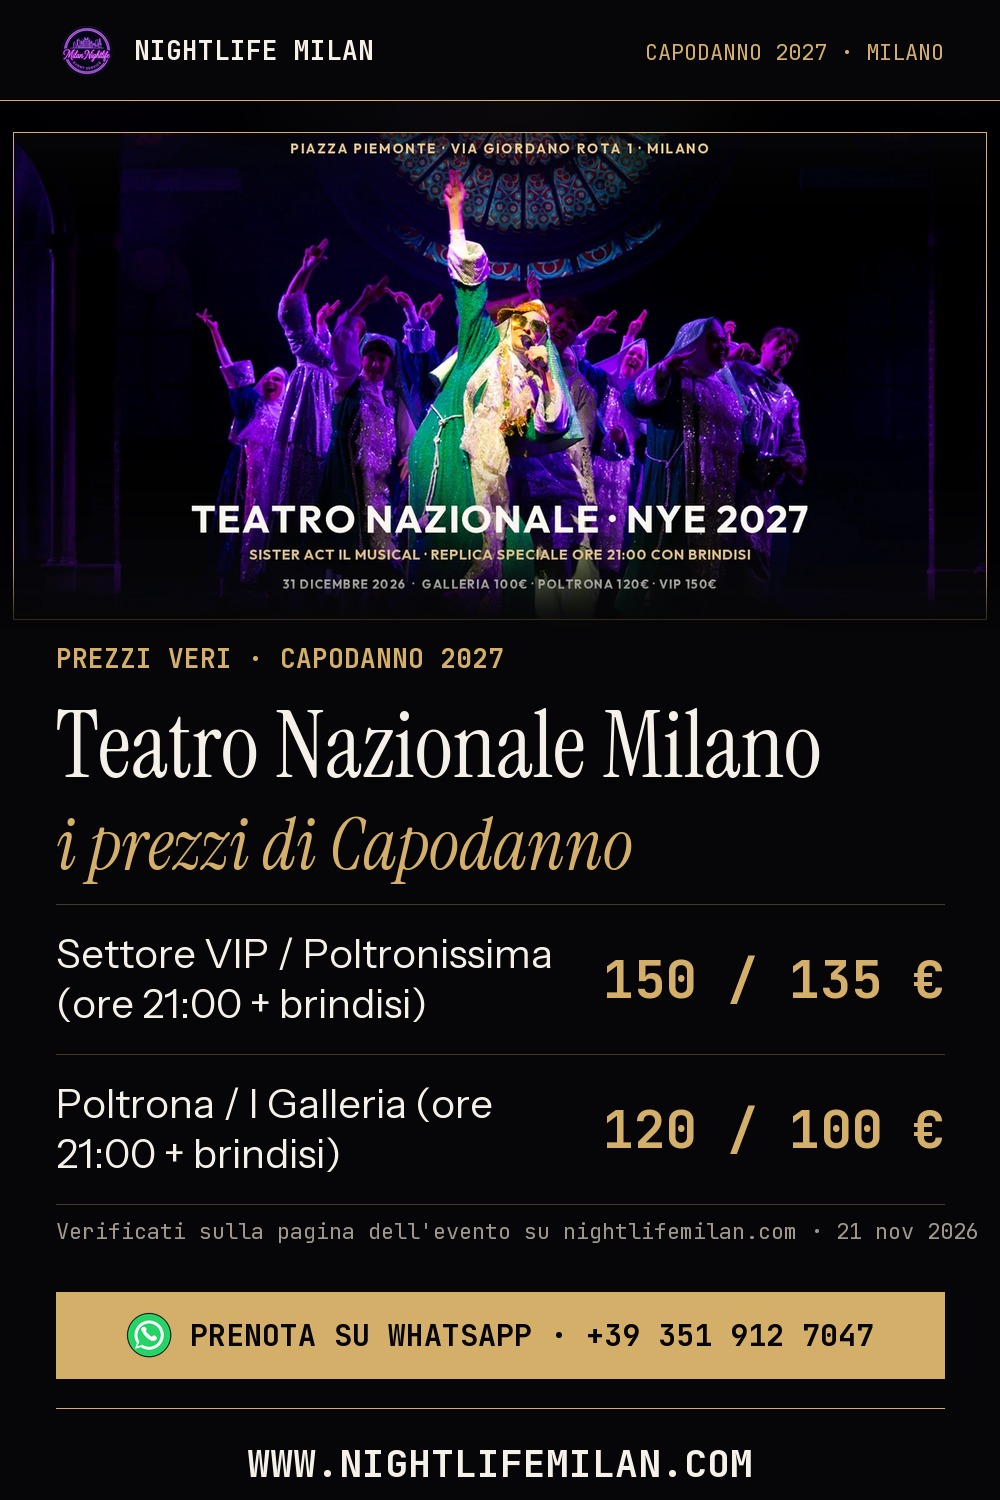 Milan Nightlife
NIGHTLIFE MILAN
CAPODANNO 2027 · MILANO
PIAZZA PIEMONTE · VIA GIORDANO ROTA 1 · MILANO
TEATRO NAZIONALE · NYE 2027
SISTER ACT IL MUSICAL · REPLICA SPECIALE ORE 21:00 CON BRINDISI
31 DICEMBRE 2026 · GALLERIA 100€ · POLTRONA 120€ · VIP 150€
PREZZI VERI · CAPODANNO 2027
Teatro Nazionale Milano
i prezzi di Capodanno
Settore VIP / Poltronissima
(ore 21:00 + brindisi)
150 / 135 €
Poltrona / I Galleria (ore
21:00 + brindisi)
120 / 100 €
Verificati sulla pagina dell'evento su nightlifemilan.com · 21 nov 2026
PRENOTA SU WHATSAPP · +39 351 912 7047
WWW.NIGHTLIFEMILAN.COM